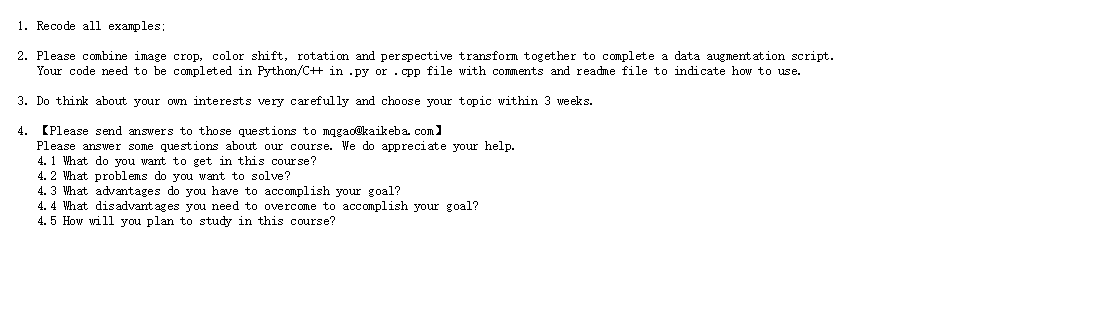 1. Recode all examples;
2. Please combine image crop, color shift, rotation and perspective transform together to complete a data augmentation script.
Your code need to be completed in Python/C++ in .py or .cpp file with comments and readme file to indicate how to use.
3. Do think about your own interests very carefully and choose your topic within 3 weeks.
4. 【Please send answers to those questions to mqgao@kaikeba.com】
Please answer some questions about our course. We do appreciate your help.
4.1 What do you want to get in this course?
4.2 What problems do you want to solve?
4.3 What advantages do you have to accomplish your goal?
4.4 What disadvantages you need to overcome to accomplish your goal?
4.5 How will you plan to study in this course?